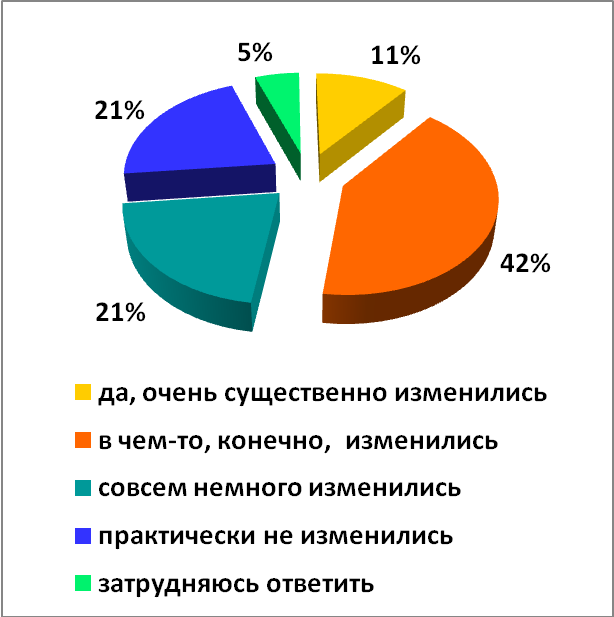 5%
11%
21%
42%
21%
да, очень существенно изменились
в чем-то, конечно, изменились
совсем немного изменились
практически не изменились
затрудняюсь ответить